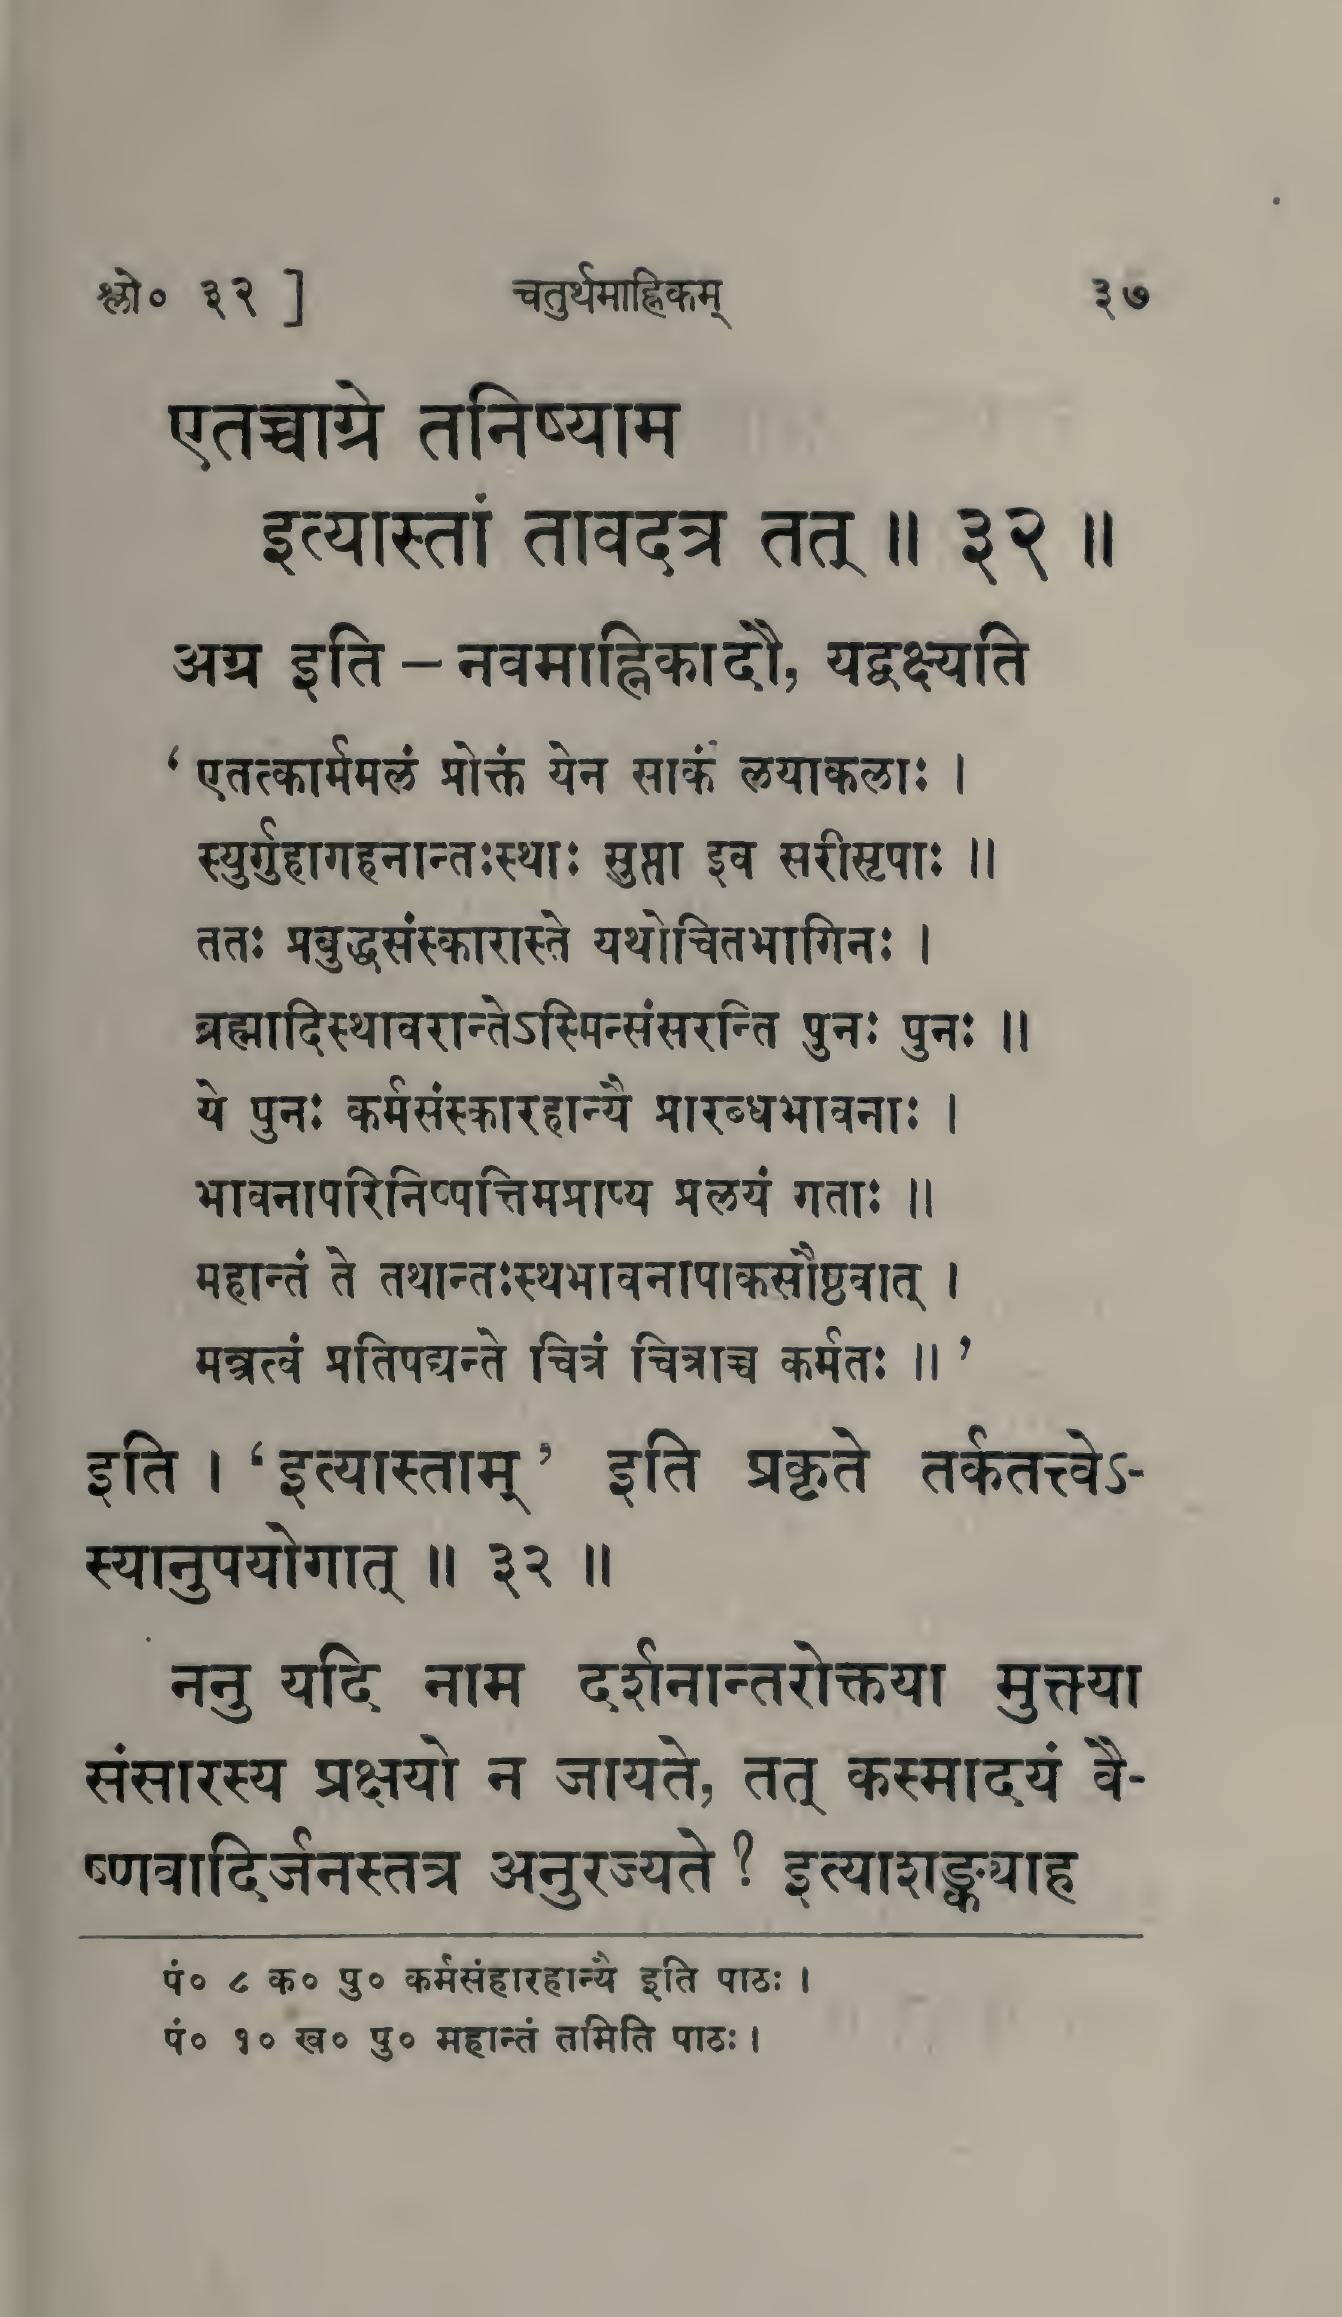 श्लो० ३२ ] चतुर्थमाह्निकम् ३७
एतच्चाग्रे तनिष्याम
इत्यास्तां तावदत्र तत् ॥ ३२ ॥
अग्र इति – नवमाह्निकादौ, यद्वक्ष्यति
‘ एतत्कार्ममलं प्रोक्तं येन साकं लयाकलाः ।
स्युर्गुहागहनान्तःस्थाः सुप्ता इव सरीसृपाः ॥
ततः प्रबुद्धसंस्कारास्ते यथोचितभागिनः ।
ब्रह्मादिस्थावरान्तेऽस्मिन्संसरन्ति पुनः पुनः ॥
ये पुनः कर्मसंस्कारहान्यै प्रारब्धभावनाः ।
भावनापरिनिष्पत्तिमप्राप्य प्रलयं गताः ॥
महान्तं ते तथान्तःस्थभावनापाकसौष्ठवात् ।
मन्त्रत्वं प्रतिपद्यन्ते चित्रं चित्राच्च कर्मतः ॥ ’
इति । ‘ इत्यास्ताम् ’ इति प्रकृते तर्कतत्त्वेऽ-
स्यानुपयोगात् ॥ ३२ ॥
ननु यदि नाम दर्शनान्तरोक्तया मुक्त्या
संसारस्य प्रक्षयो न जायते, तत् कस्मादयं वै-
ष्णवादिर्जनस्तत्र अनुरज्यते ? इत्याशङ्क्याह
पं० ८ क० पु० कर्मसंहारहान्यै इति पाठः ।
पं० १० ख० पु० महान्तं तमिति पाठः ।